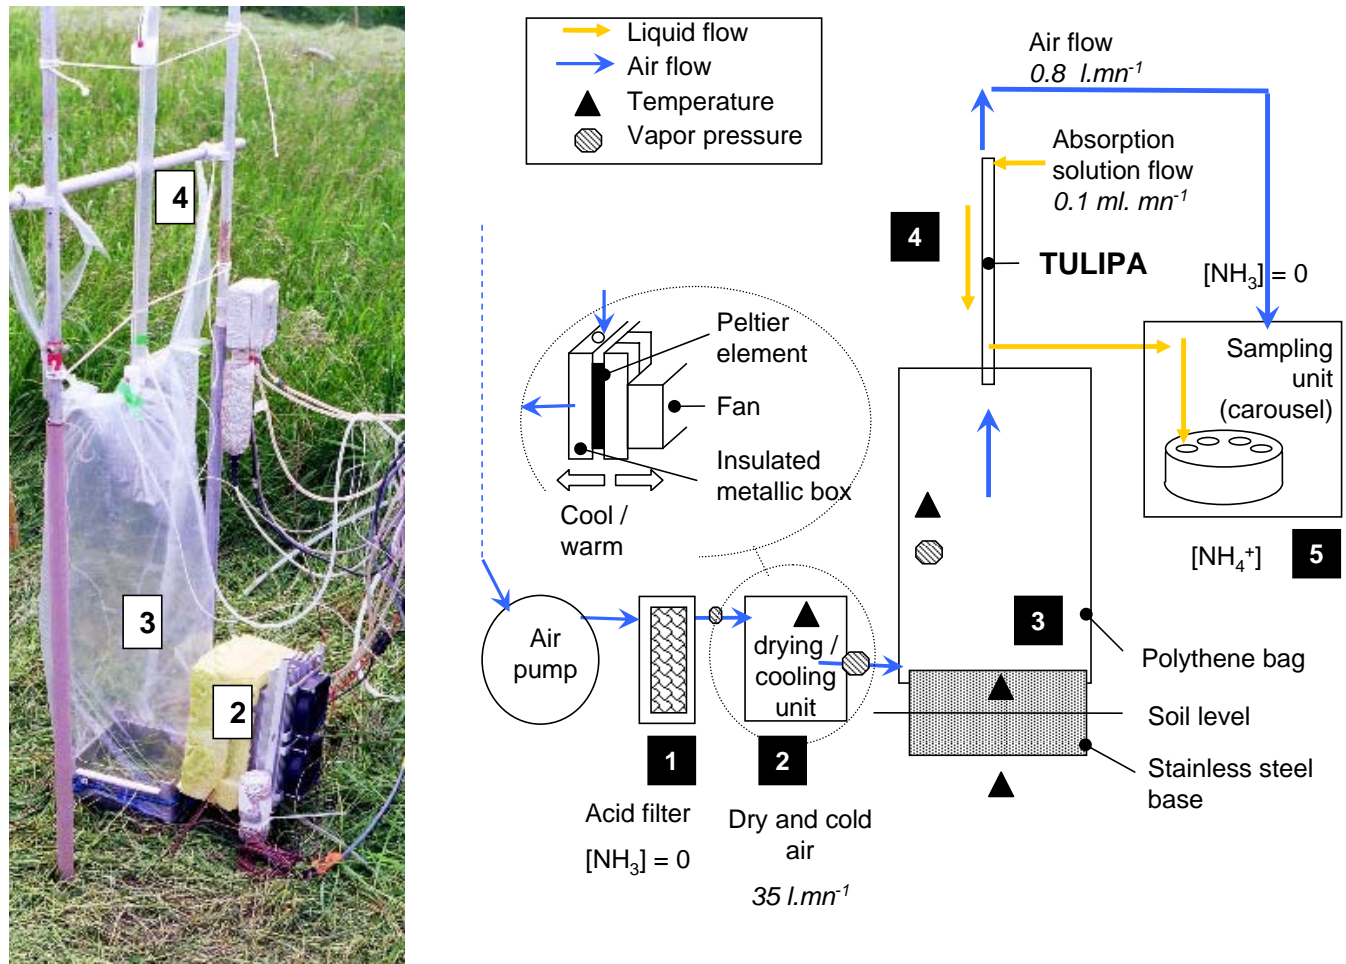 4
3
2
Liquid flow
Air flow
Temperature
Vapor pressure
Air flow
0.8 l.mn-1
Absorption
solution flow
0.1 ml. mn-1
4
TULIPA
[NH3] = 0
Peltier
element
Fan
Insulated
metallic box
Cool /
warm
Sampling
unit
(carousel)
[NH4+]
5
Air
pump
drying /
cooling
unit
3
Polythene bag
Soil level
Stainless steel
base
1
2
Acid filter
[NH3] = 0
Dry and cold
air
35 l.mn-1